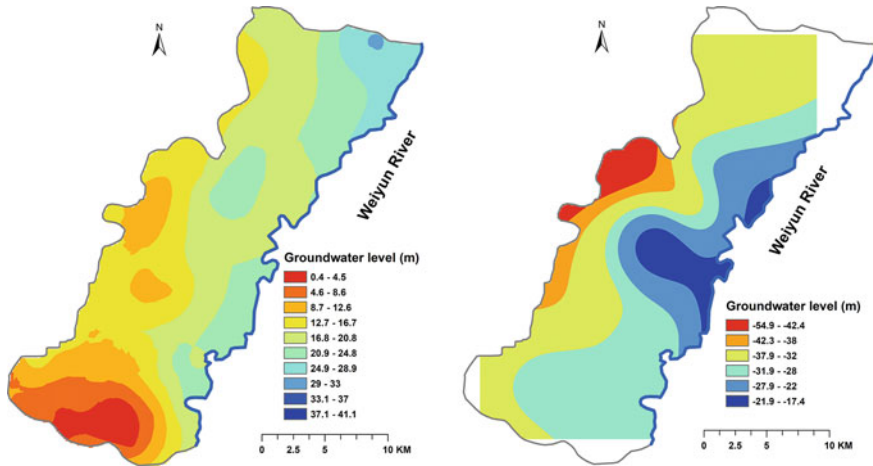 N
Weiyun River
Groundwater level (m)
0.4 - 4.5
4.6 - 8.6
8.7 - 12.6
12.7 - 16.7
16.8 - 20.8
20.9 - 24.8
24.9 - 28.9
29 - 33
33.1 - 37
37.1 - 41.1
0 2.5 5 10 KM
N
Weiyun River
Groundwater level (m)
-54.9 - -42.4
-42.3 - -38
-37.9 - -32
-31.9 - -28
-27.9 - -22
-21.9 - -17.4
0 2.5 5 10 KM